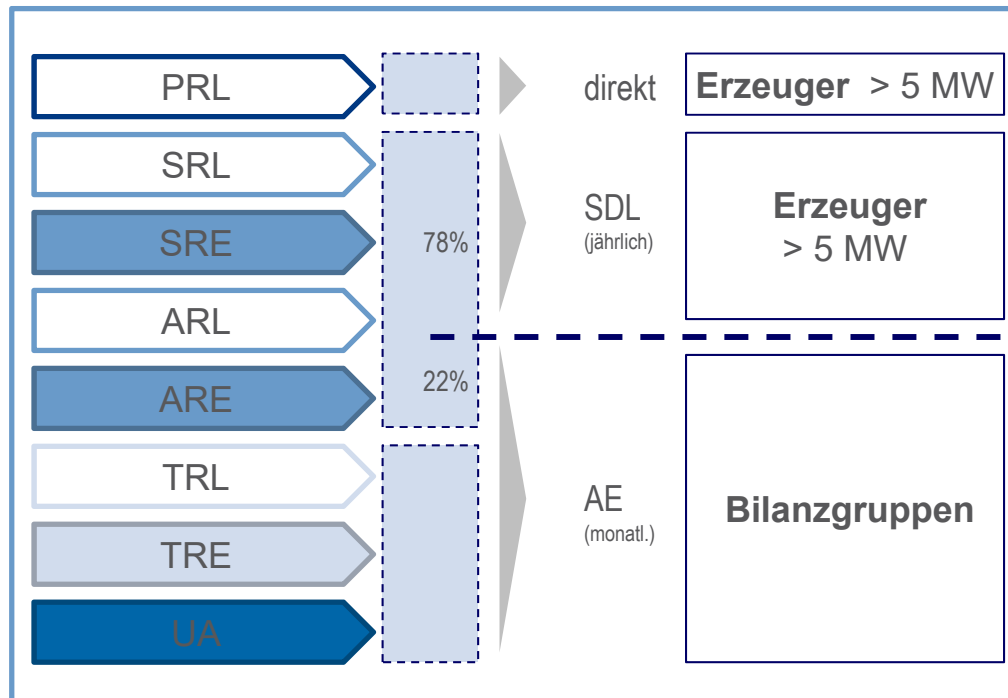 PRL
direkt
Erzeuger > 5 MW
SRL
SRE
78%
SDL
(jährlich)
Erzeuger
> 5 MW
ARL
ARE
22%
TRL
TRE
UA
AE
(monatl.)
Bilanzgruppen